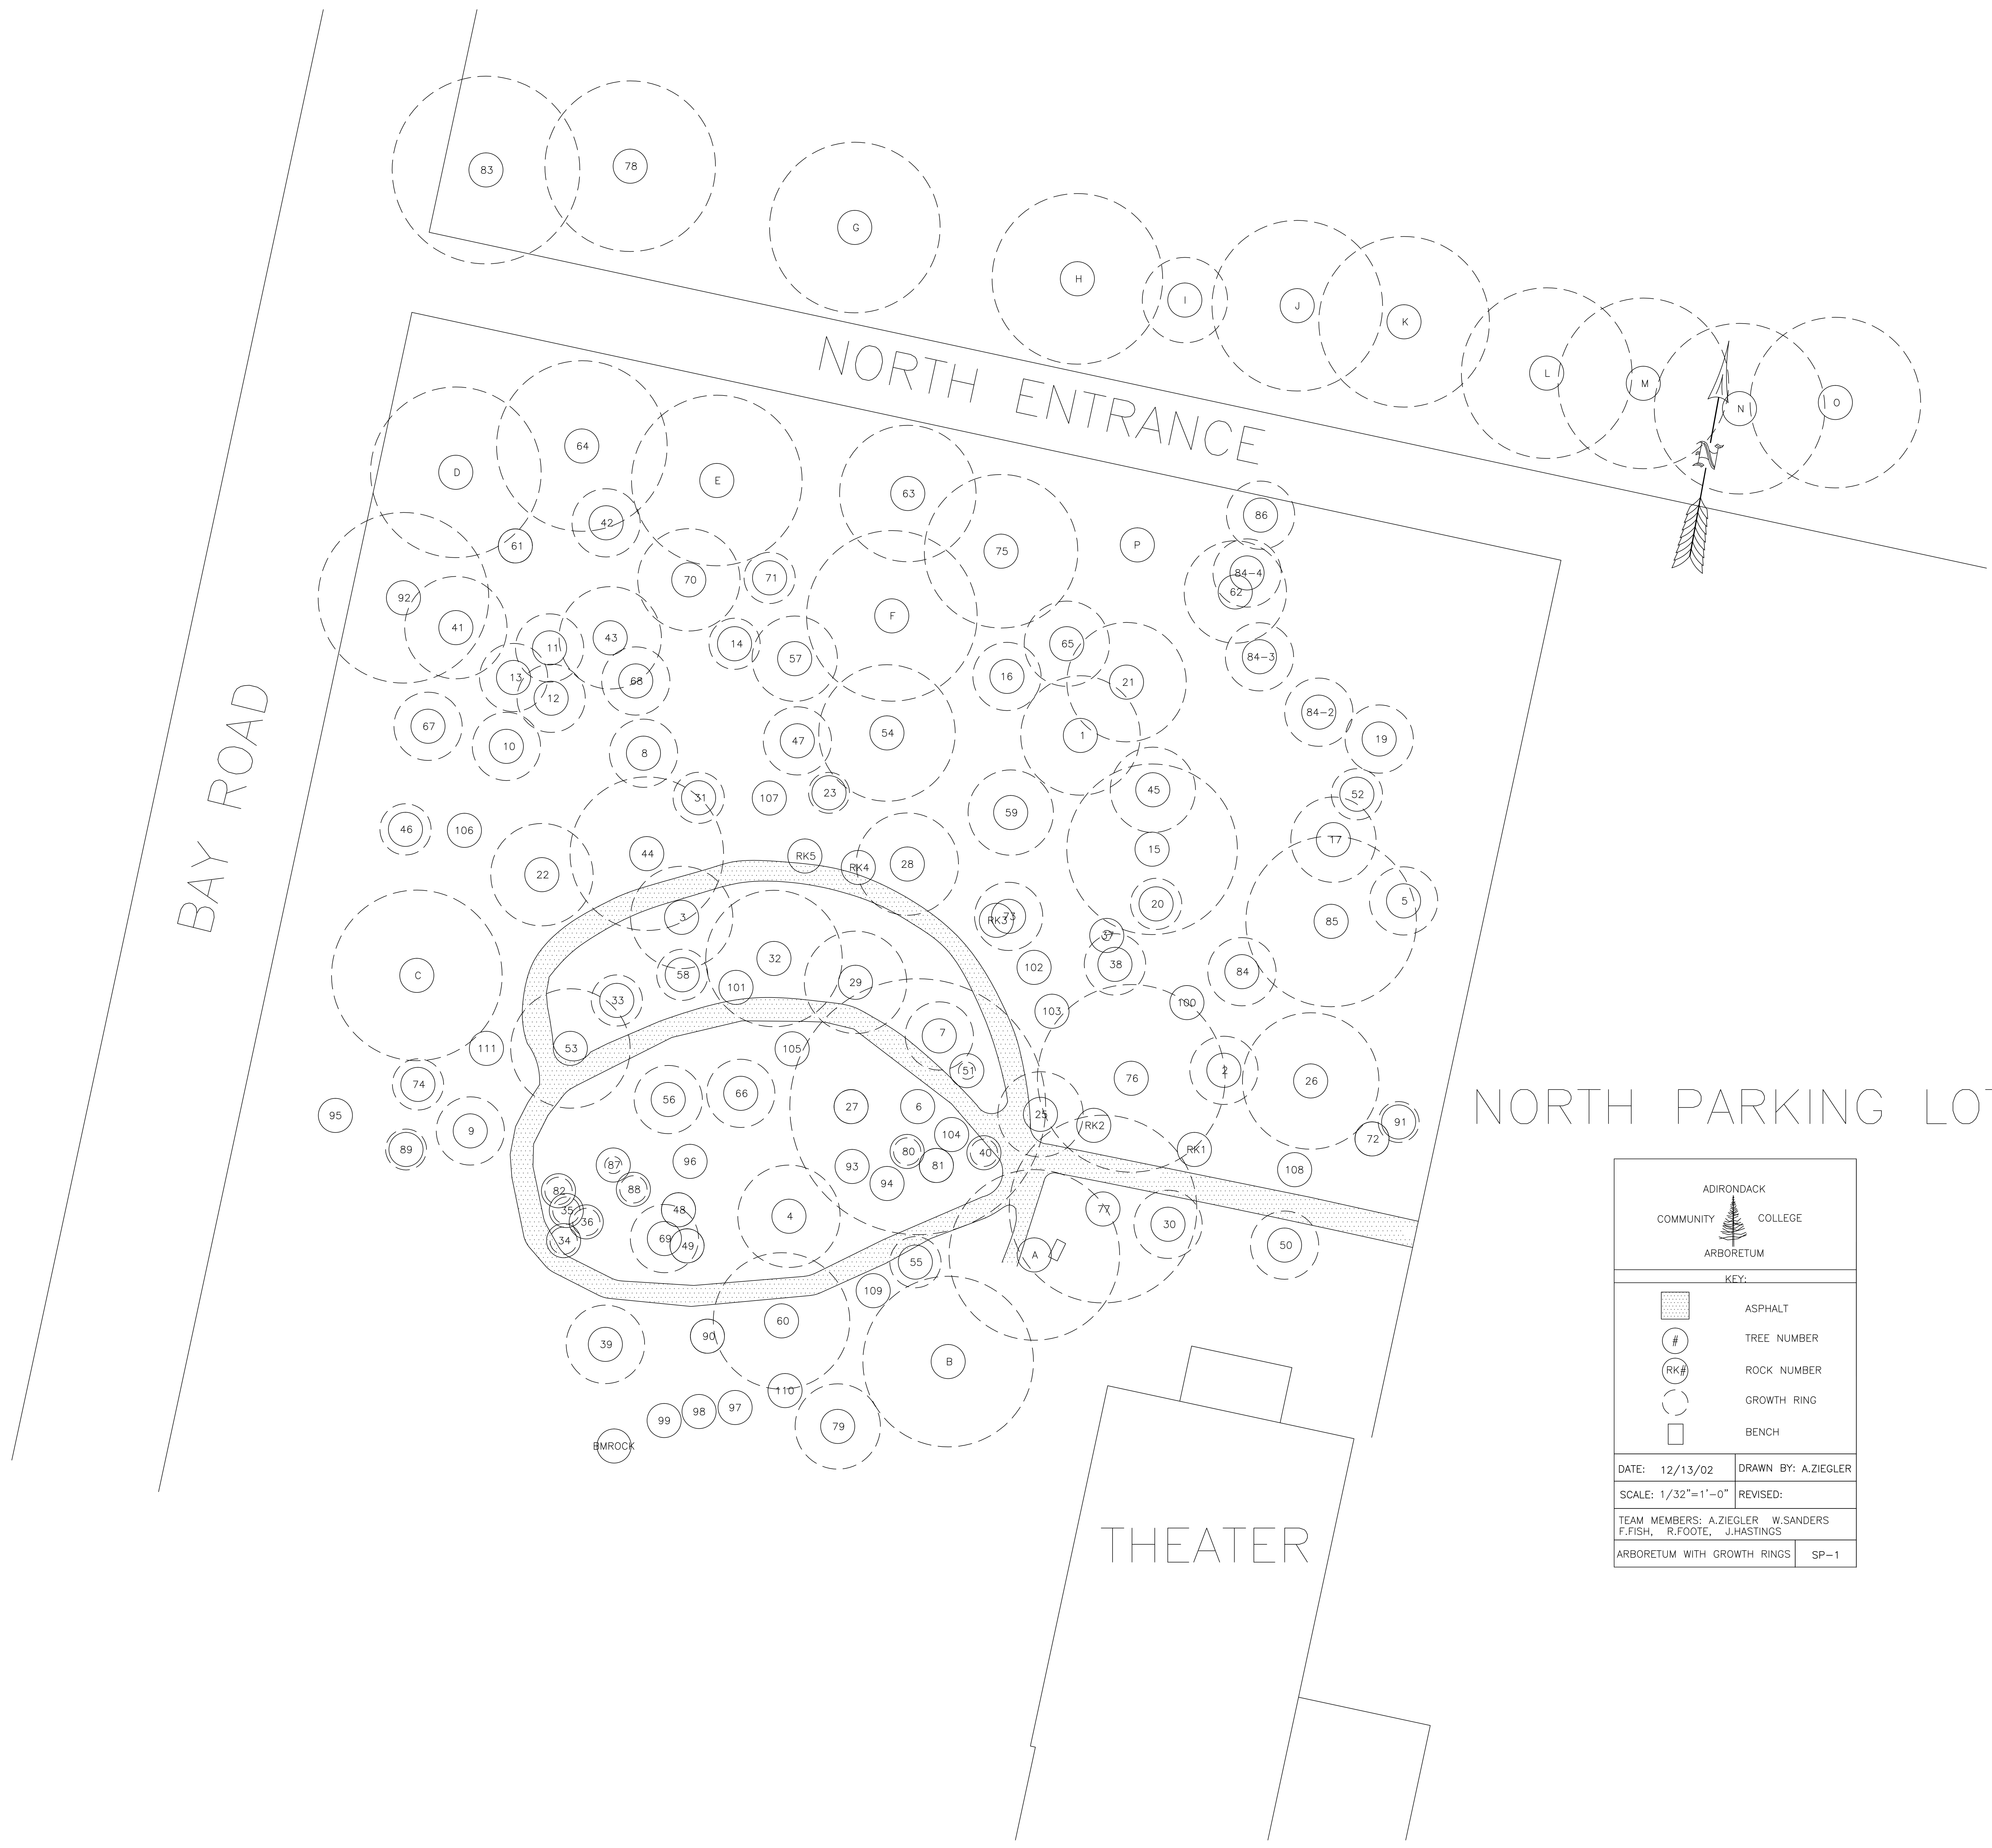 83
78
G
H
I
J
K
L
M
N
O
NORTH ENTRANCE
N
D
64
E
63
42
61
75
P
86
84-4
62
70
71
92
41
F
11
43
14
57
65
84-3
13
68
16
21
12
84-2
67
10
8
47
54
1
19
31
107
23
45
52
BAY ROAD
46
106
59
17
44
RK5
15
22
RK4
28
3
RK3
73
20
5
85
37
32
102
38
84
C
58
101
29
33
103
100
7
111
53
105
51
76
2
26
74
56
66
27
6
25
NORTH PARKING LO
95
9
RK2
91
104
72
89
80
40
RK1
87
96
93
81
108
82
88
94
35
48
4
77
36
30
34
69
49
A
50
55
109
60
90
39
B
110
97
98
99
79
BMROCK
THEATER
ADIRONDACK
COMMUNITY COLLEGE
ARBORETUM
KEY:
ASPHALT
# TREE NUMBER
RK# ROCK NUMBER
GROWTH RING
BENCH
DATE: 12/13/02 DRAWN BY: A.ZIEGLER
SCALE: 1/32"=1'-0" REVISED:
TEAM MEMBERS: A.ZIEGLER W.SANDERS
F.FISH, R.FOOTE, J.HASTINGS
ARBORETUM WITH GROWTH RINGS SP-1